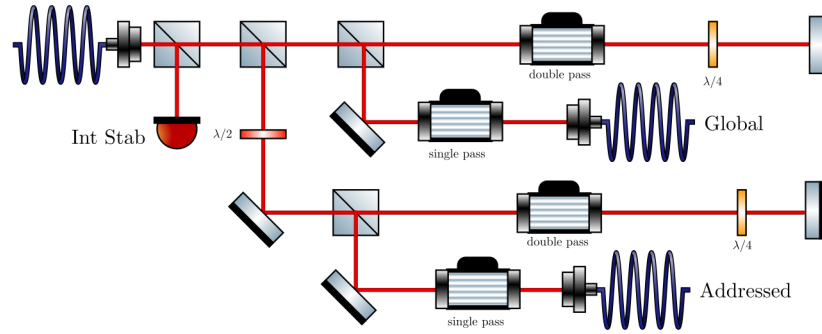 double pass
λ/4
Global
Int Stab
λ/2
single pass
double pass
λ/4
Addressed
single pass